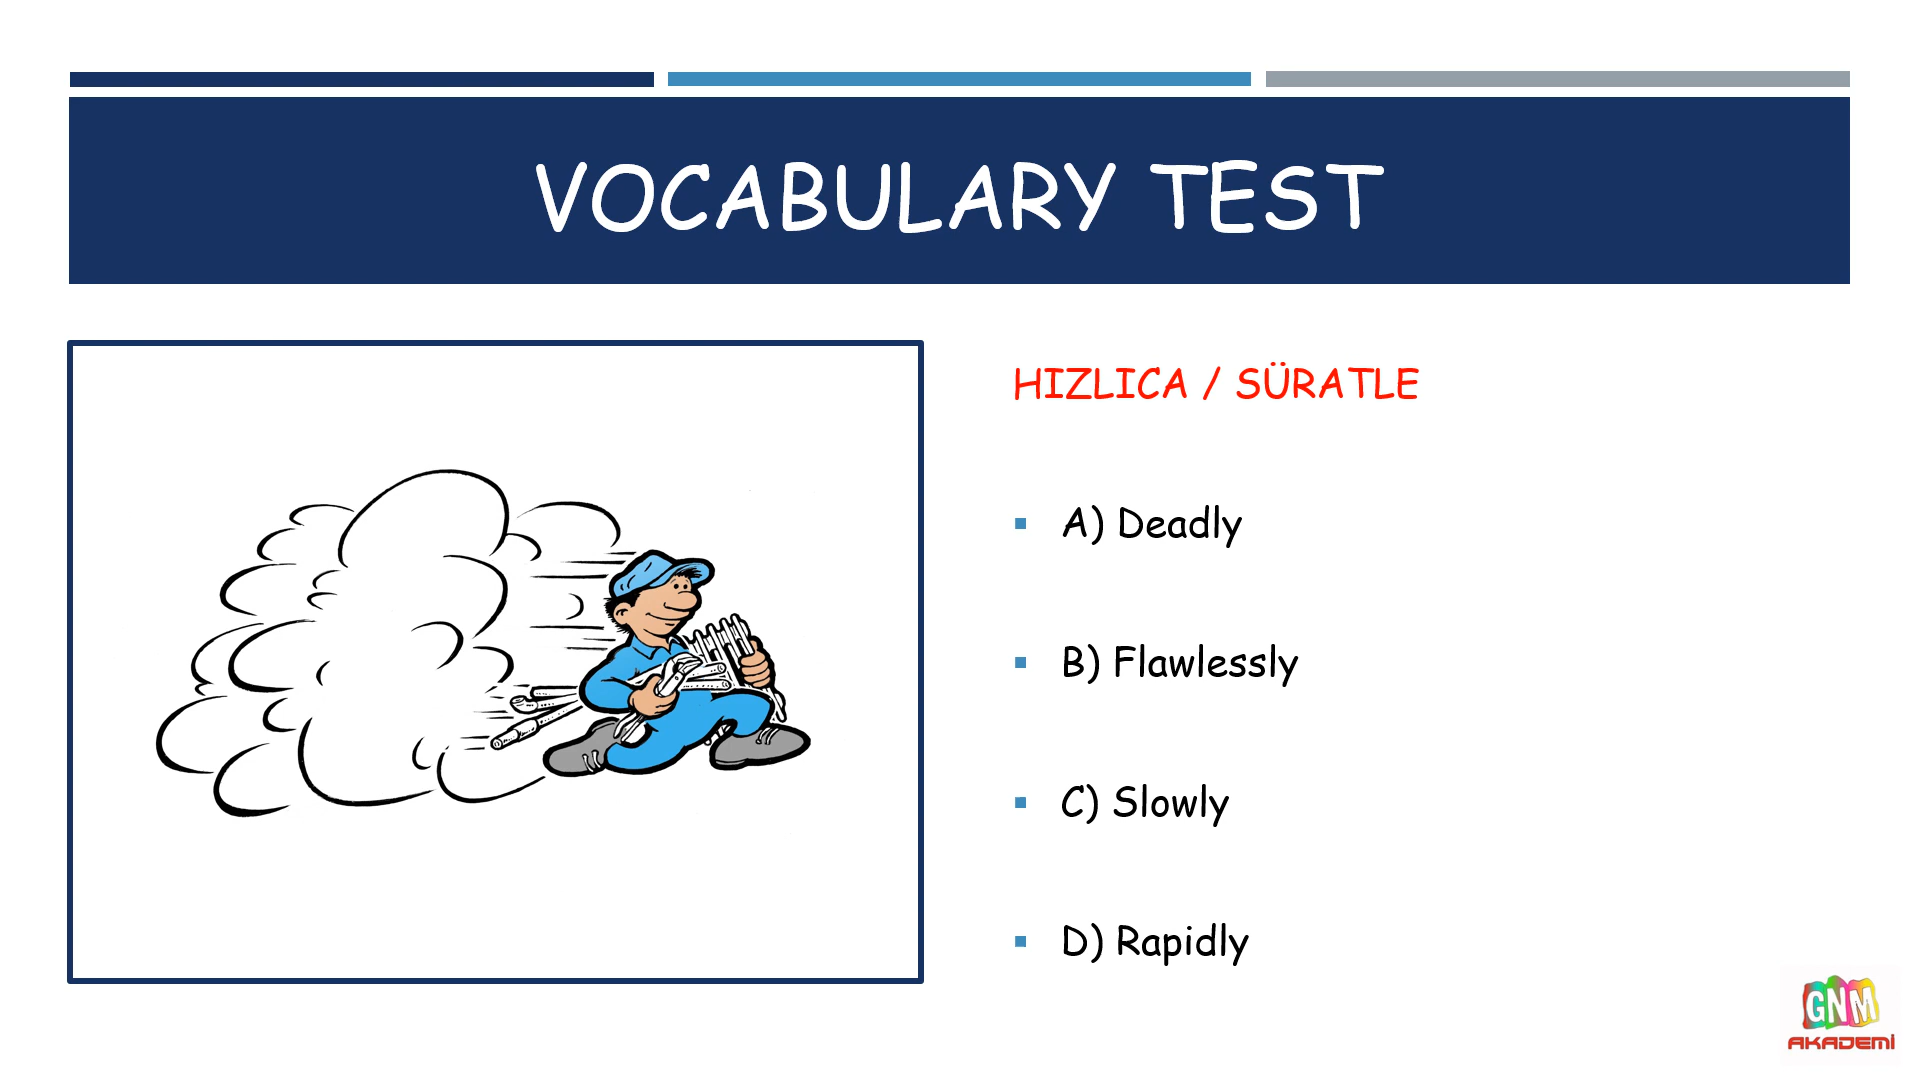 VOCABULARY TEST
HIZLICA / SÜRATLE
A) Deadly
B) Flawlessly
C) Slowly
D) Rapidly
GNM
AKADEMİ